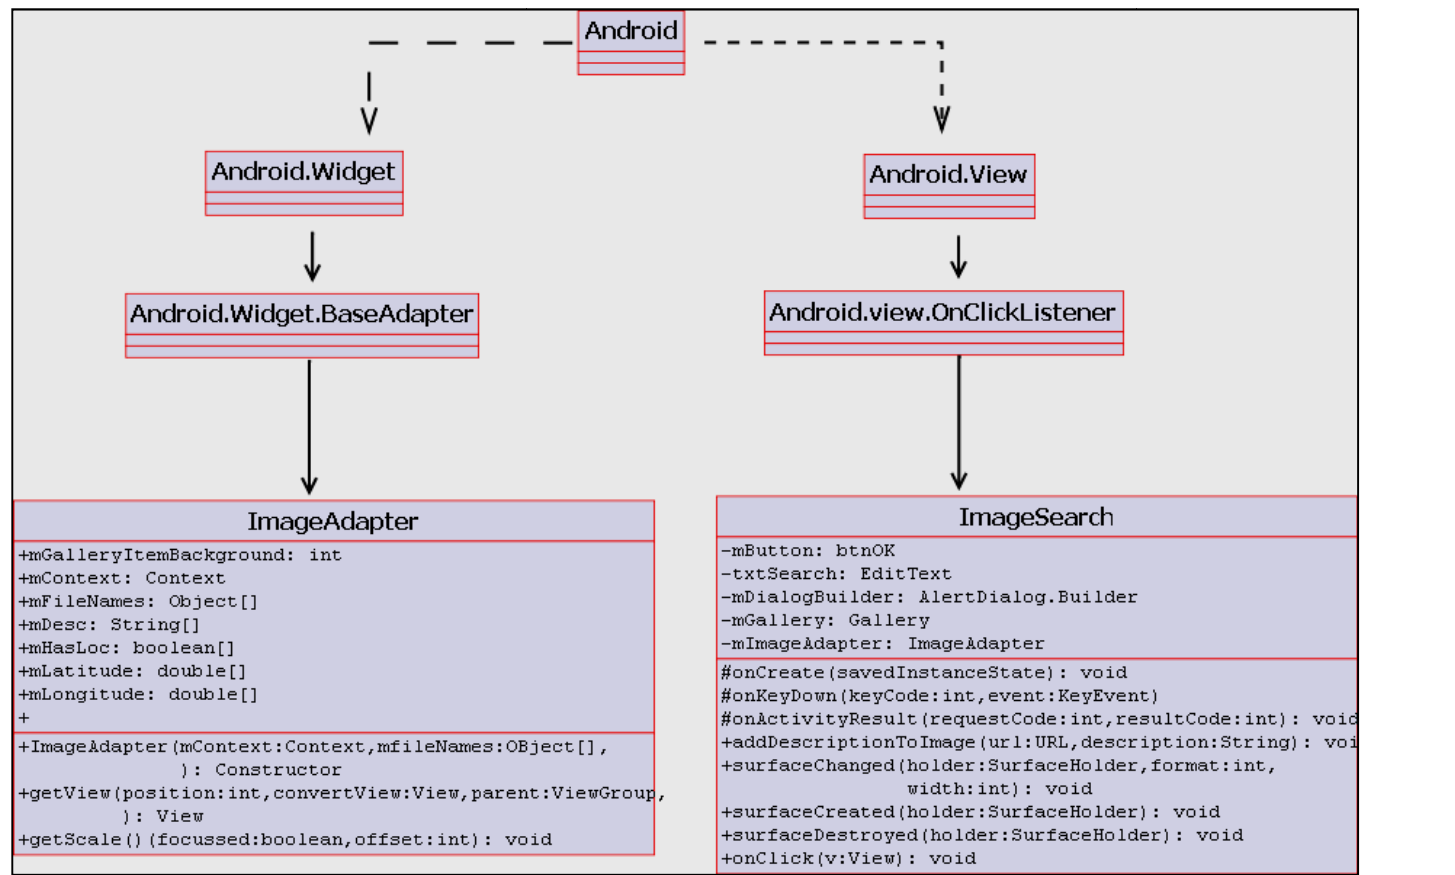 Android
Android.Widget
Android.View
Android.Widget.BaseAdapter
Android.view.OnClickListener
ImageAdapter
+mGalleryItemBackground: int
+mContext: Context
+mFileNames: Object[]
+mDesc: String[]
+mHasLoc: boolean[]
+mLatitude: double[]
+mLongitude: double[]
+
+ImageAdapter(mContext:Context,mfileNames:OBject[],
): Constructor
+getView(position:int,convertView:View,parent:ViewGroup,
): View
+getScale()(focussed:boolean,offset:int): void
ImageSearch
-mButton: btnOK
-txtSearch: EditText
-mDialogBuilder: AlertDialog.Builder
-mGallery: Gallery
-mImageAdapter: ImageAdapter
#onCreate(savedInstanceState): void
#onKeyDown(keyCode:int,event:KeyEvent)
#onActivityResult(requestCode:int,resultCode:int): void
+addDescriptionToImage(url:URL,description:String): voi
+surfaceChanged(holder:SurfaceHolder,format:int,
width:int): void
+surfaceCreated(holder:SurfaceHolder): void
+surfaceDestroyed(holder:SurfaceHolder): void
+onClick(v:View): void